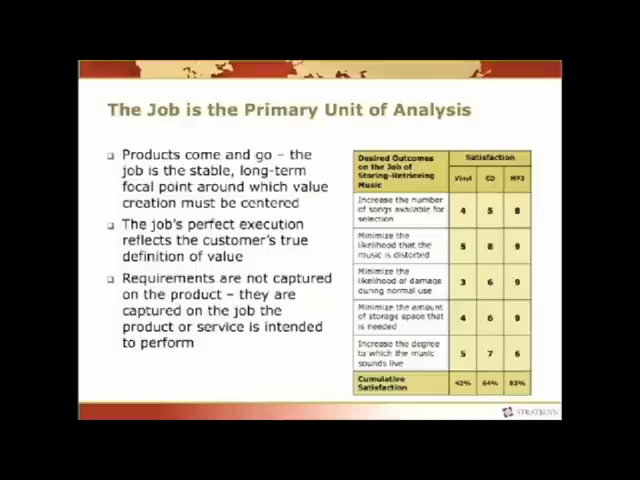 The Job is the Primary Unit of Analysis
Products come and go – the
job is the stable, long-term
focal point around which value
creation must be centered
The job's perfect execution
reflects the customer's true
definition of value
Requirements are not captured
on the product – they are
captured on the job the
product or service is intended
to perform
Desired Outcomes
on the Job of
Storing-Retrieving
Music
Satisfaction
Vinyl CD MP3
Increase the number
of songs available for
selection
4 5 8
Minimize the
likelihood that the
music is distorted
5 8 9
Minimize the
likelihood of damage
during normal use
3 6 9
Minimize the amount
of storage space that
is needed
4 6 9
Increase the degree
to which the music
sounds live
5 7 6
Cumulative
Satisfaction
42% 64% 82%
STRATEGYN